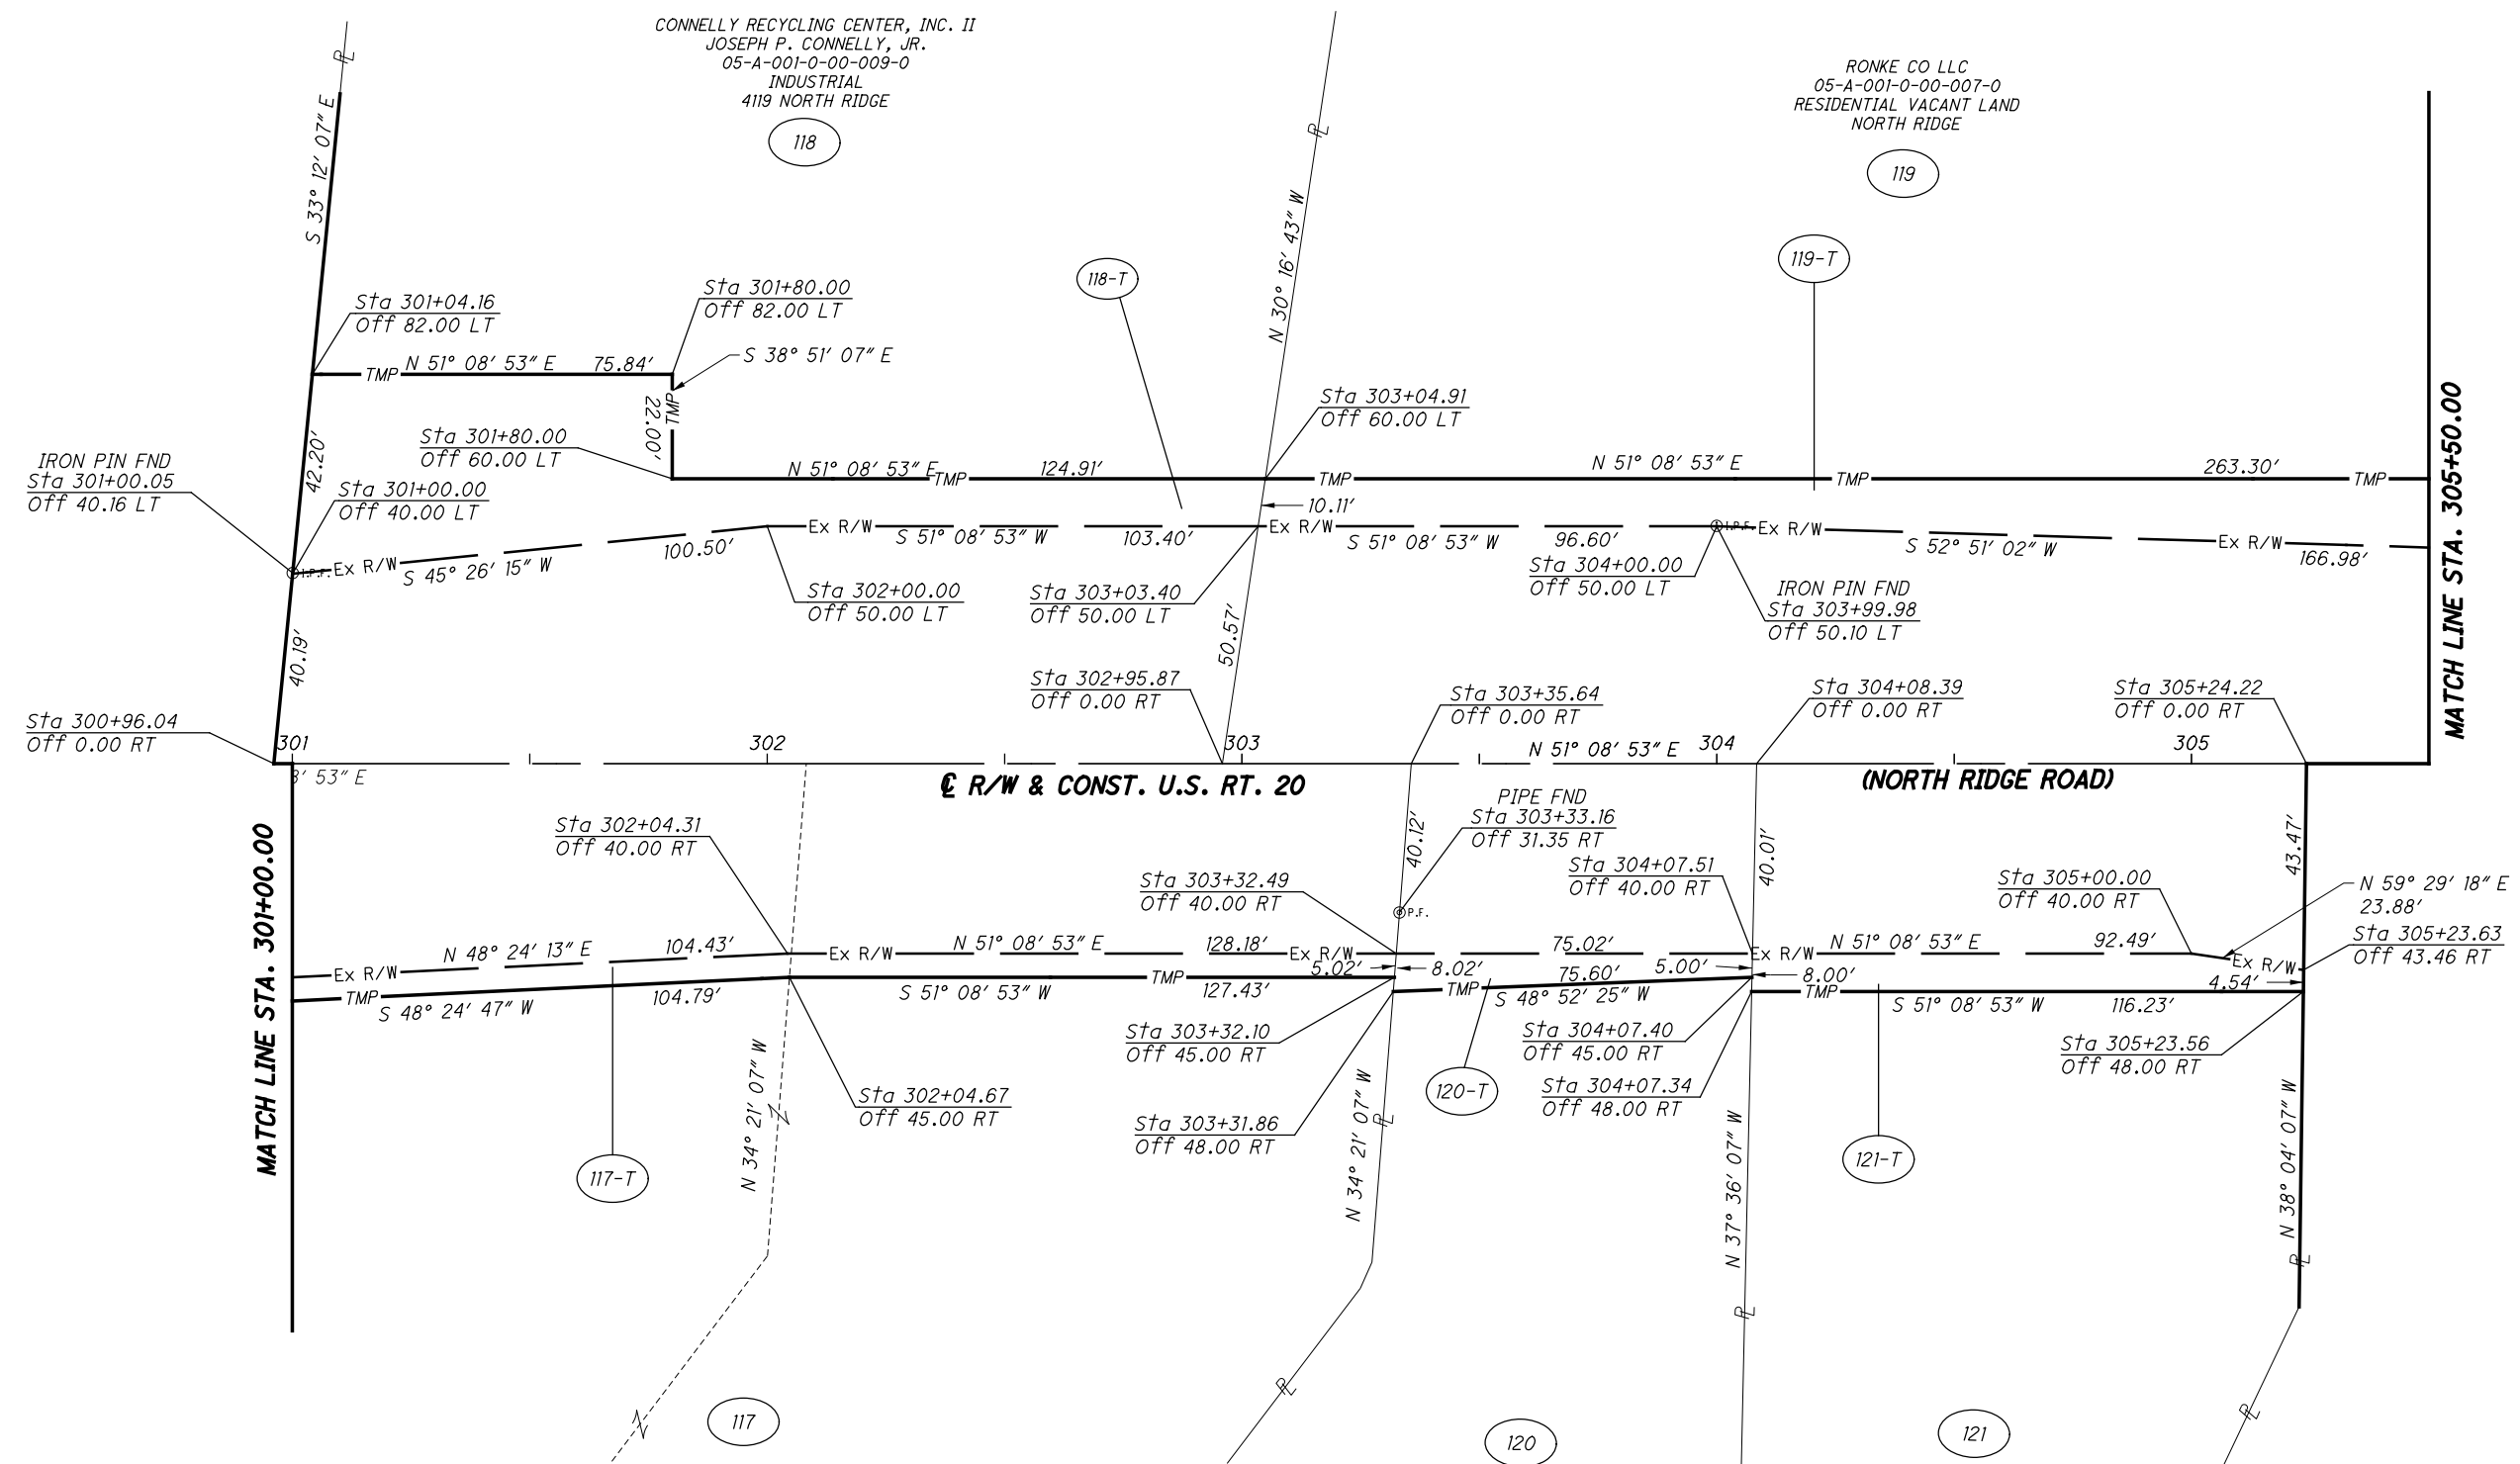 CONNELLY RECYCLING CENTER, INC. II
JOSEPH P. CONNELLY, JR.
05-A-001-0-00-009-0
INDUSTRIAL
4119 NORTH RIDGE
118
RONKE CO LLC
05-A-001-0-00-007-0
RESIDENTIAL VACANT LAND
NORTH RIDGE
119
PL
PL
S 33° 12' 07" E
N 30° 16' 43" W
118-T
119-T
Sta 301+04.16
Off 82.00 LT
Sta 301+80.00
Off 82.00 LT
TMP
N 51° 08' 53" E
75.84'
S 38° 51' 07" E
22.00'
TMP
Sta 303+04.91
Off 60.00 LT
Sta 301+80.00
Off 60.00 LT
42.20'
IRON PIN FND
Sta 301+00.05
Off 40.16 LT
Sta 301+00.00
Off 40.00 LT
N 51° 08' 53" E
TMP
124.91'
TMP
N 51° 08' 53" E
TMP
263.30'
TMP
10.11'
MATCH LINE STA. 305+50.00
I.P.F.
Ex R/W
S 45° 26' 15" W
100.50'
Ex R/W
S 51° 08' 53" W
103.40'
Ex R/W
S 51° 08' 53" W
96.60'
I.P.F.
Ex R/W
S 52° 51' 02" W
Ex R/W
166.98'
Sta 302+00.00
Off 50.00 LT
Sta 303+03.40
Off 50.00 LT
Sta 304+00.00
Off 50.00 LT
IRON PIN FND
Sta 303+99.98
Off 50.10 LT
40.19'
50.57'
Sta 300+96.04
Off 0.00 RT
Sta 302+95.87
Off 0.00 RT
Sta 303+35.64
Off 0.00 RT
Sta 304+08.39
Off 0.00 RT
Sta 305+24.22
Off 0.00 RT
301
302
303
N 51° 08' 53" E
304
305
8' 53" E
℄ R/W & CONST. U.S. RT. 20
(NORTH RIDGE ROAD)
MATCH LINE STA. 301+00.00
PIPE FND
Sta 303+33.16
Off 31.35 RT
P.F.
Sta 302+04.31
Off 40.00 RT
Sta 303+32.49
Off 40.00 RT
40.12'
Sta 304+07.51
Off 40.00 RT
40.01'
Sta 305+00.00
Off 40.00 RT
43.47'
N 59° 29' 18" E
23.88'
Sta 305+23.63
Off 43.46 RT
Ex R/W
N 48° 24' 13" E
104.43'
Ex R/W
N 51° 08' 53" E
128.18'
Ex R/W
75.02'
Ex R/W
N 51° 08' 53" E
92.49'
Ex R/W
5.02'
8.02'
5.00'
8.00'
4.54'
TMP
S 48° 24' 47" W
104.79'
TMP
S 51° 08' 53" W
127.43'
TMP
75.60'
S 48° 52' 25" W
TMP
S 51° 08' 53" W
116.23'
Sta 303+32.10
Off 45.00 RT
Sta 304+07.40
Off 45.00 RT
Sta 305+23.56
Off 48.00 RT
Sta 302+04.67
Off 45.00 RT
Sta 303+31.86
Off 48.00 RT
Sta 304+07.34
Off 48.00 RT
120-T
117-T
121-T
N 34° 21' 07" W
Z
N 34° 21' 07" W
PL
N 37° 36' 07" W
PL
N 38° 04' 07" W
PL
PL
PL
Z
117
120
121